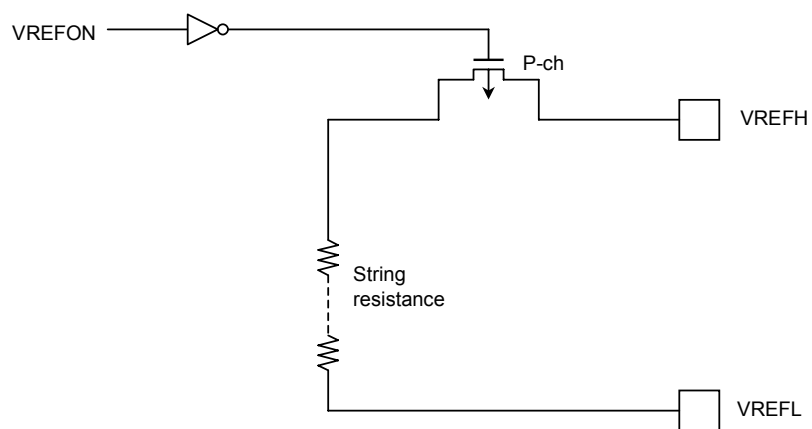 VREFON
P-ch
VREFH
String
resistance
VREFL